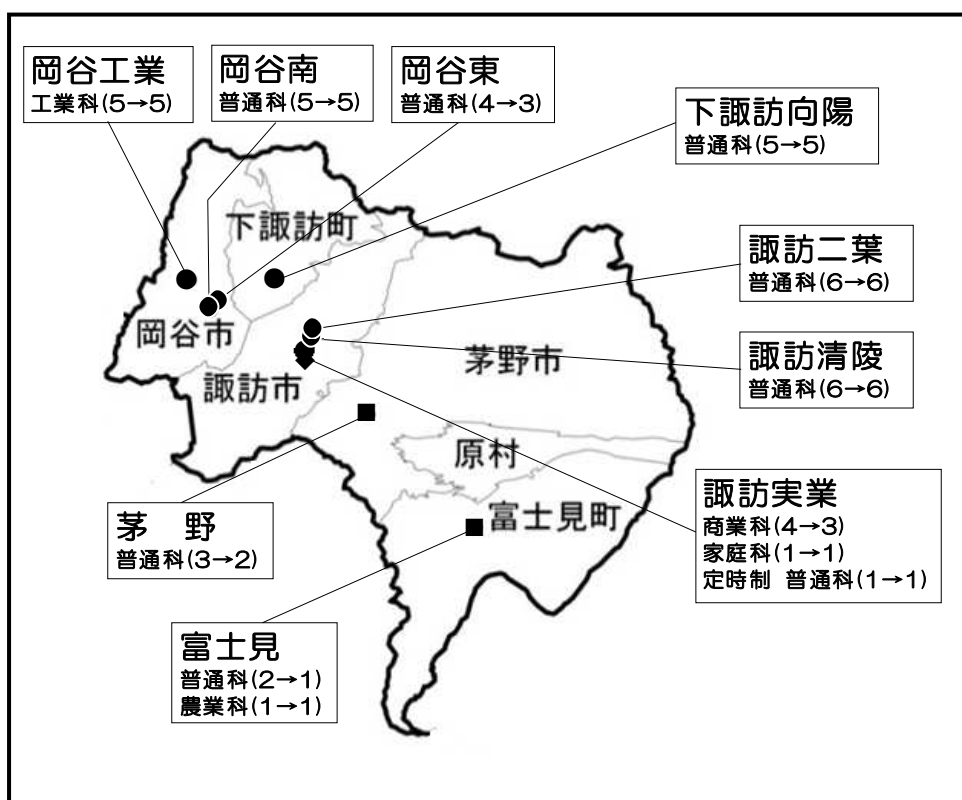 岡谷工業
工業科(5→5)
岡谷南
普通科(5→5)
岡谷東
普通科(4→3)
下諏訪向陽
普通科(5→5)
下諏訪町
諏訪二葉
普通科(6→6)
岡谷市
諏訪市
茅野市
諏訪清陵
普通科(6→6)
原村
富士見町
茅　野
普通科(3→2)
諏訪実業
商業科(4→3)
家庭科(1→1)
定時制 普通科(1→1)
富士見
普通科(2→1)
農業科(1→1)